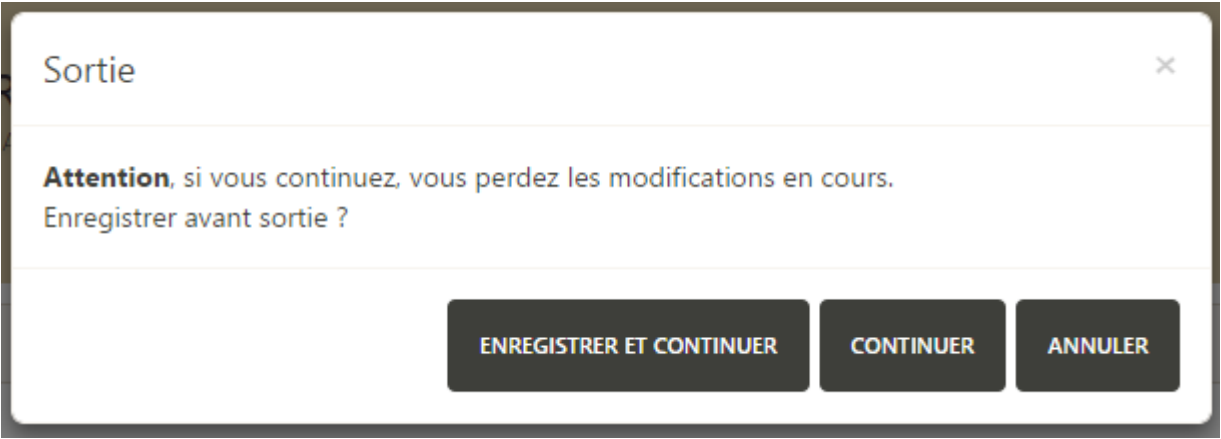 Sortie
×
Attention, si vous continuez, vous perdez les modifications en cours.
Enregistrer avant sortie ?
ENREGISTRER ET CONTINUER
CONTINUER
ANNULER